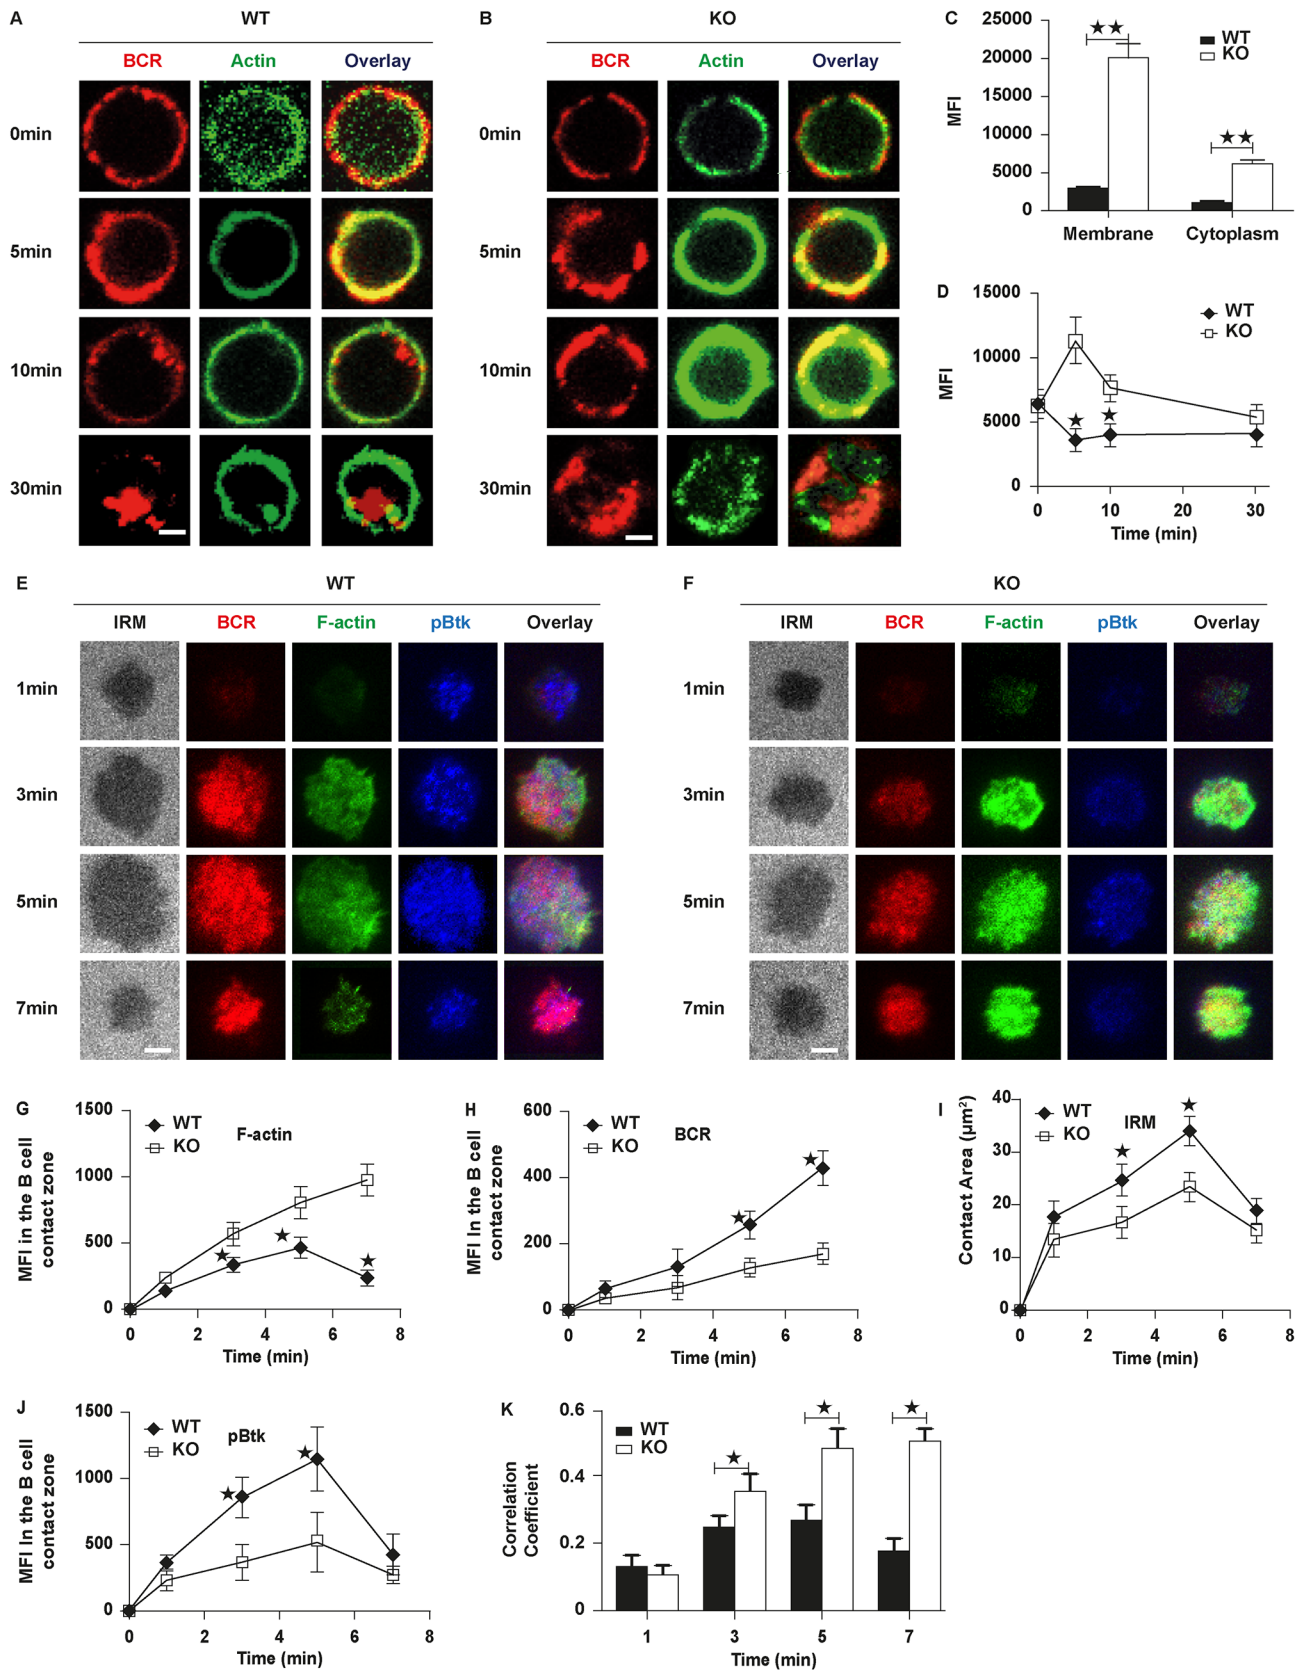 A
WT
BCR
Actin
Overlay
0min
5min
10min
30min
B
KO
BCR
Actin
Overlay
0min
5min
10min
30min
C
25000
20000
15000
10000
5000
0
MFI
★★
★★
WT
KO
Membrane
Cytoplasm
D
15000
10000
5000
0
MFI
WT
KO
★
★
0
10
20
30
Time (min)
E
WT
IRM
BCR
F-actin
pBtk
Overlay
1min
3min
5min
7min
F
KO
IRM
BCR
F-actin
pBtk
Overlay
1min
3min
5min
7min
G
1500
1000
500
0
MFI in the B cell
contact zone
WT
KO
F-actin
★
★
★
0
2
4
6
8
Time (min)
H
600
400
200
0
MFI In the B cell
contact zone
WT
KO
BCR
★
★
0
2
4
6
8
Time (min)
I
40
30
20
10
0
Contact Area (µm²)
WT
KO
IRM
★
★
0
2
4
6
8
Time (min)
J
1500
1000
500
0
MFI In the B cell
contact zone
WT
KO
pBtk
★
★
0
2
4
6
8
Time (min)
K
0.6
0.4
0.2
0
Correlation
Coefficient
WT
KO
★
★
★
1
3
5
7
Time (min)